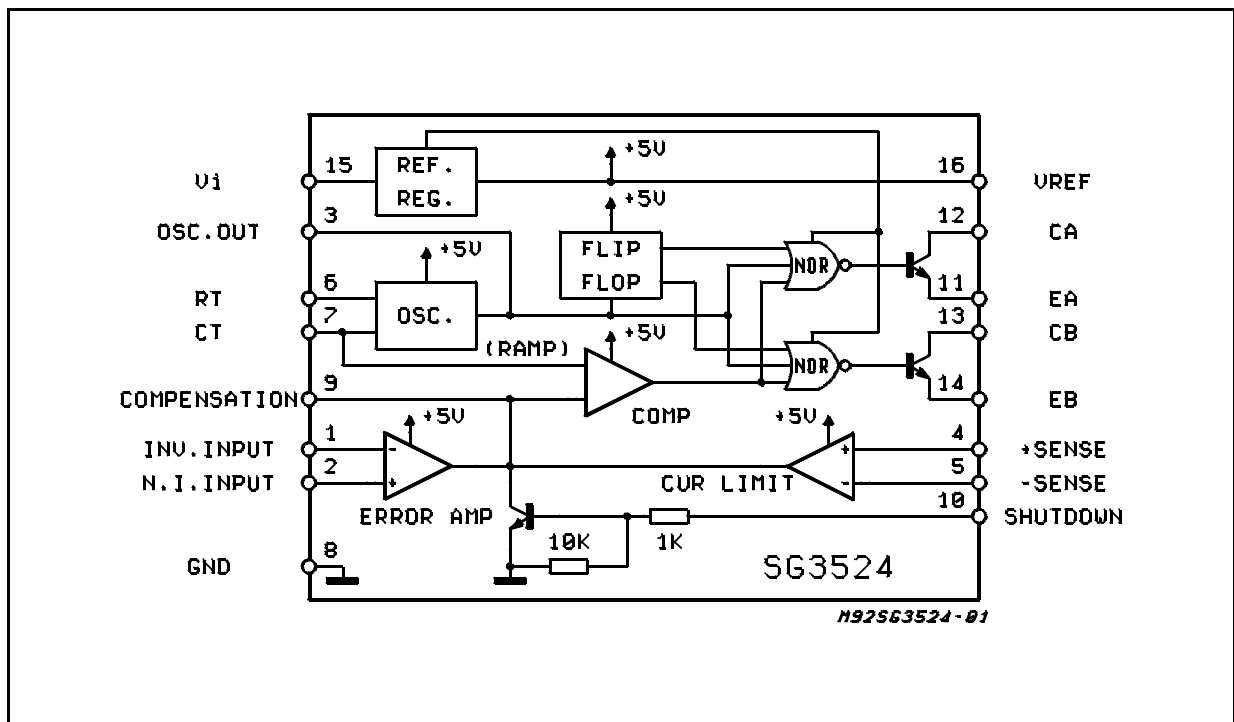 +5V
15 REF. 16
Vi VREF
REG.
3 +5V 12
OSC.OUT CA
+5V FLIP NOR
6 FLOP 11
RT EA
7 OSC. 13
CT +5V CB
(RAMP)
NOR
9 14
COMPENSATION EB
+5V COMP +5V
1 4
INV.INPUT - + +SENSE
2 5
N.I.INPUT + CUR LIMIT - -SENSE
10
ERROR AMP SHUTDOWN
10K 1K
8
GND SG3524
M92SG3524-01